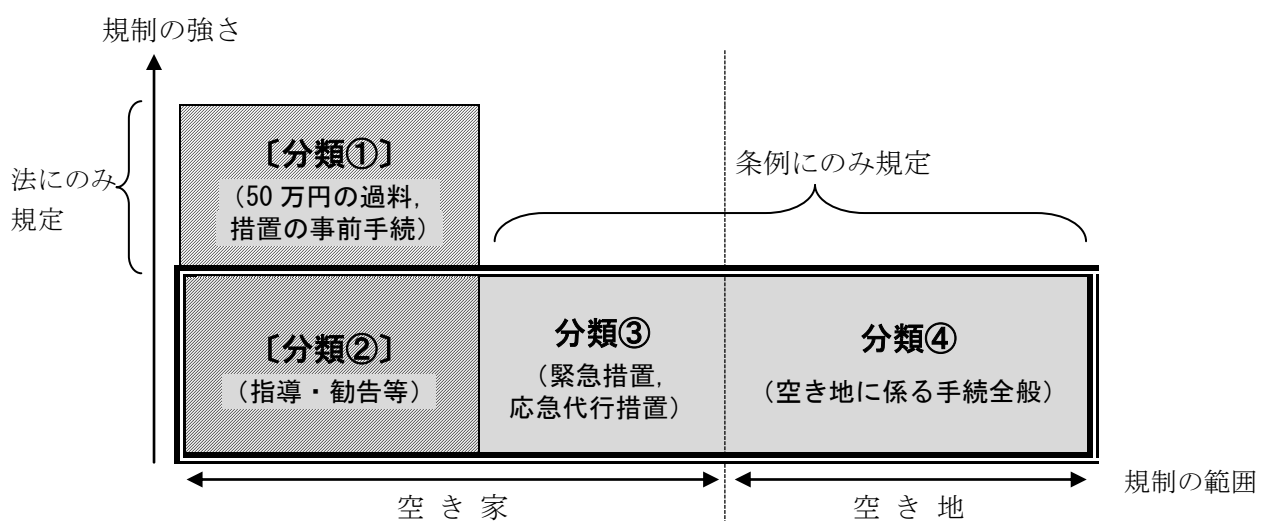 規制の強さ
法にのみ
規定
〔分類①〕
(50万円の過料,
措置の事前手続)
条例にのみ規定
〔分類②〕
(指導・勧告等)
分類③
(緊急措置,
応急代行措置)
分類④
(空き地に係る手続全般)
空き家
空き地
規制の範囲